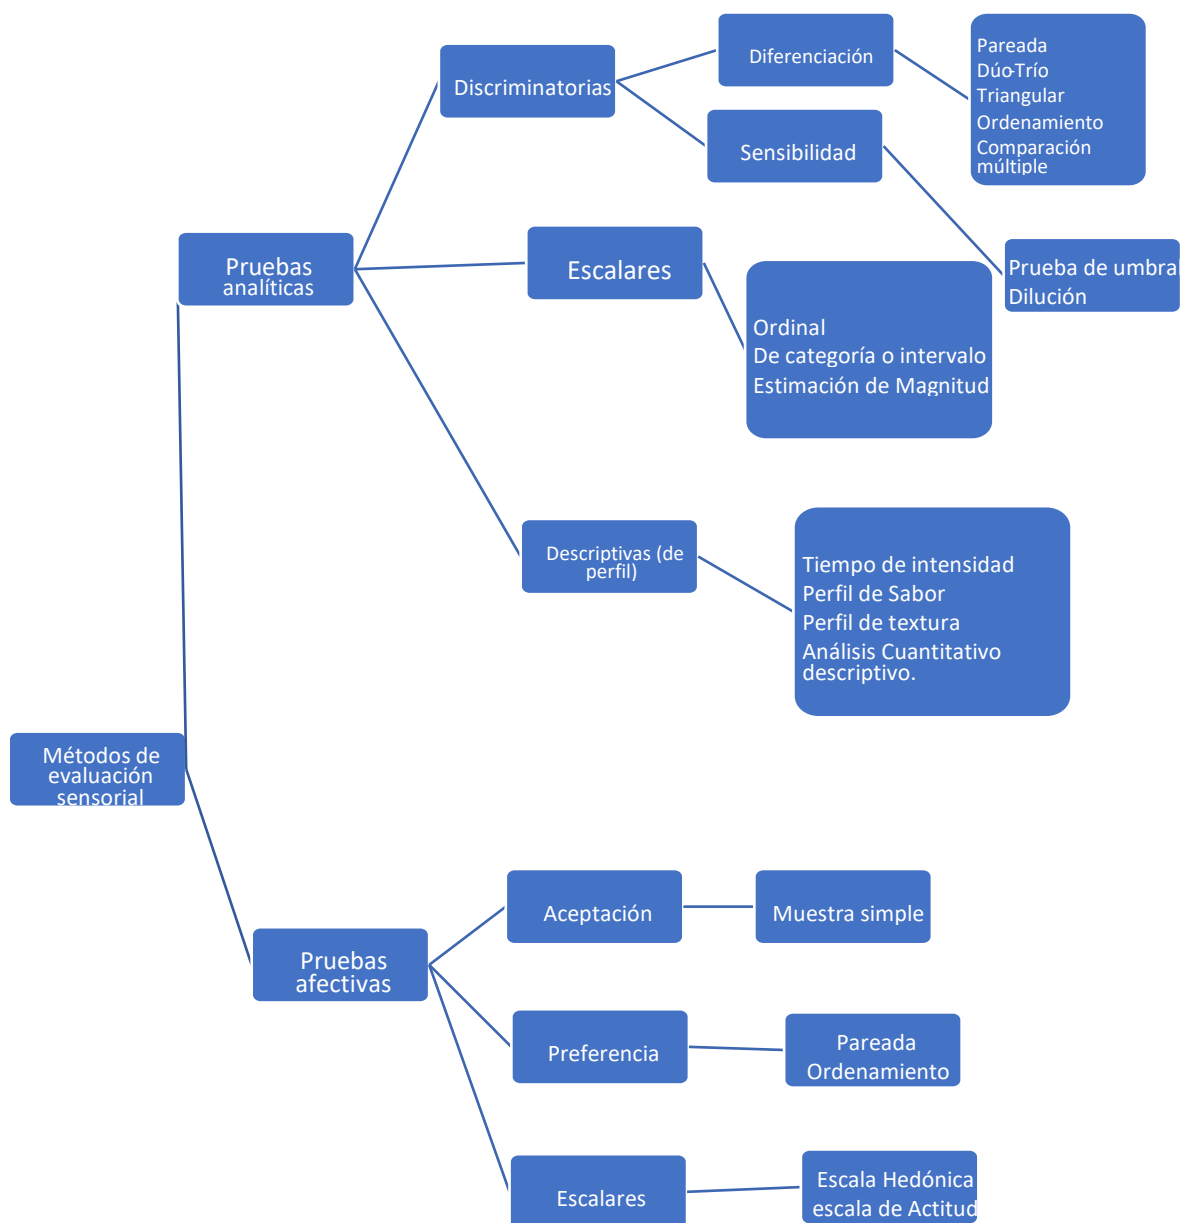 Diferenciación
Pareada
Dúo-Trío
Triangular
Ordenamiento
Comparación
múltiple
Discriminatorias
Sensibilidad
Prueba de umbral
Dilución
Pruebas
analíticas
Escalares
Ordinal
De categoría o intervalo
Estimación de Magnitud
Descriptivas (de
perfil)
Tiempo de intensidad
Perfil de Sabor
Perfil de textura
Análisis Cuantitativo
descriptivo.
Métodos de
evaluación
sensorial
Aceptación
Muestra simple
Pruebas
afectivas
Preferencia
Pareada
Ordenamiento
Escalares
Escala Hedónica
escala de Actitud